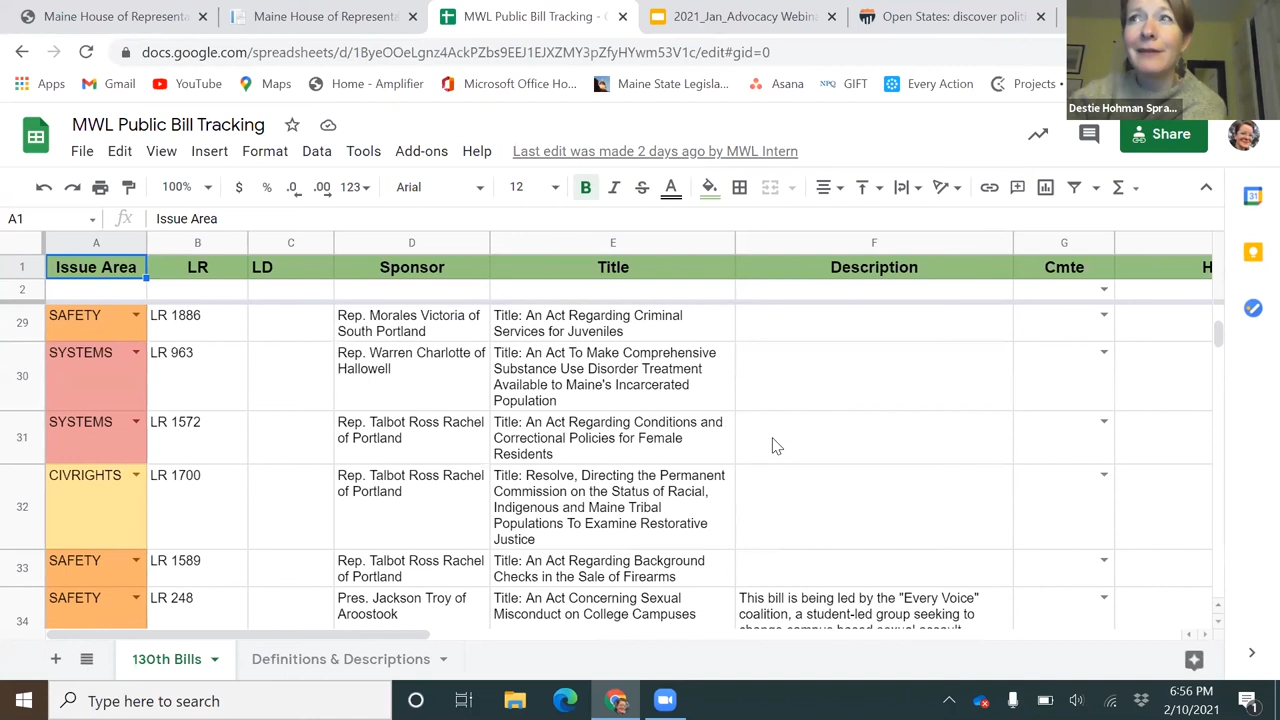 Maine House of Represent
Maine House of Representa
MWL Public Bill Tracking - G
2021_Jan_Advocacy Webina
Open States: discover polit
docs.google.com/spreadsheets/d/1ByeOOeLgnz4AckPZbs9EEJ1EJXZMY3pZfyHYwm53V1c/edit#gid=0
Apps
Gmail
YouTube
Maps
Home - Amplifier
Microsoft Office Ho...
Maine State Legisla...
Asana
NPQ GIFT
Every Action
Projects
Destie Hohman Spra...
MWL Public Bill Tracking
Share
File Edit View Insert Format Data Tools Add-ons Help
Last edit was made 2 days ago by MWL Intern
100%
$ % .0 .00 123
Arial
12
B I S A
A1
fx
Issue Area
A B C D E F G
1 Issue Area LR LD Sponsor Title Description Cmte H
2
29 SAFETY LR 1886
Rep. Morales Victoria of
South Portland
Title: An Act Regarding Criminal
Services for Juveniles
30 SYSTEMS LR 963
Rep. Warren Charlotte of
Hallowell
Title: An Act To Make Comprehensive
Substance Use Disorder Treatment
Available to Maine's Incarcerated
Population
31 SYSTEMS LR 1572
Rep. Talbot Ross Rachel
of Portland
Title: An Act Regarding Conditions and
Correctional Policies for Female
Residents
32 CIVRIGHTS LR 1700
Rep. Talbot Ross Rachel
of Portland
Title: Resolve, Directing the Permanent
Commission on the Status of Racial,
Indigenous and Maine Tribal
Populations To Examine Restorative
Justice
33 SAFETY LR 1589
Rep. Talbot Ross Rachel
of Portland
Title: An Act Regarding Background
Checks in the Sale of Firearms
34 SAFETY LR 248
Pres. Jackson Troy of
Aroostook
Title: An Act Concerning Sexual
Misconduct on College Campuses
This bill is being led by the "Every Voice"
coalition, a student-led group seeking to
change campus based sexual assault
130th Bills
Definitions & Descriptions
Type here to search
6:56 PM
2/10/2021
1